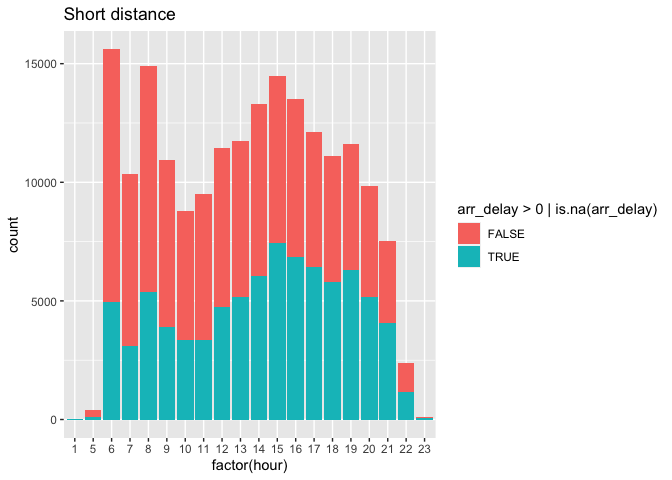 Short distance
15000
10000
5000
0
count
1 5 6 7 8 9 10 11 12 13 14 15 16 17 18 19 20 21 22 23
factor(hour)
arr_delay > 0 | is.na(arr_delay)
FALSE
TRUE